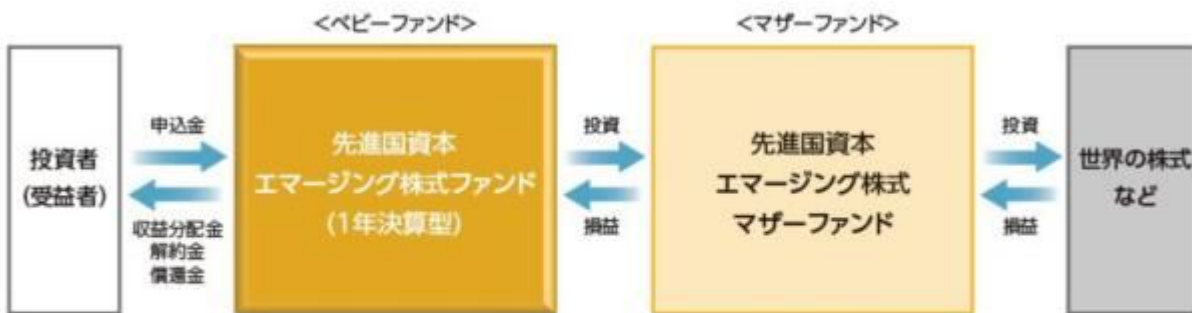 <ベビーファンド>
<マザーファンド>
投資者
(受益者)
申込金
収益分配金
解約金
償還金
先進国資本
エマージング株式ファンド
(1年決算型)
投資
損益
先進国資本
エマージング株式
マザーファンド
投資
損益
世界の株式
など